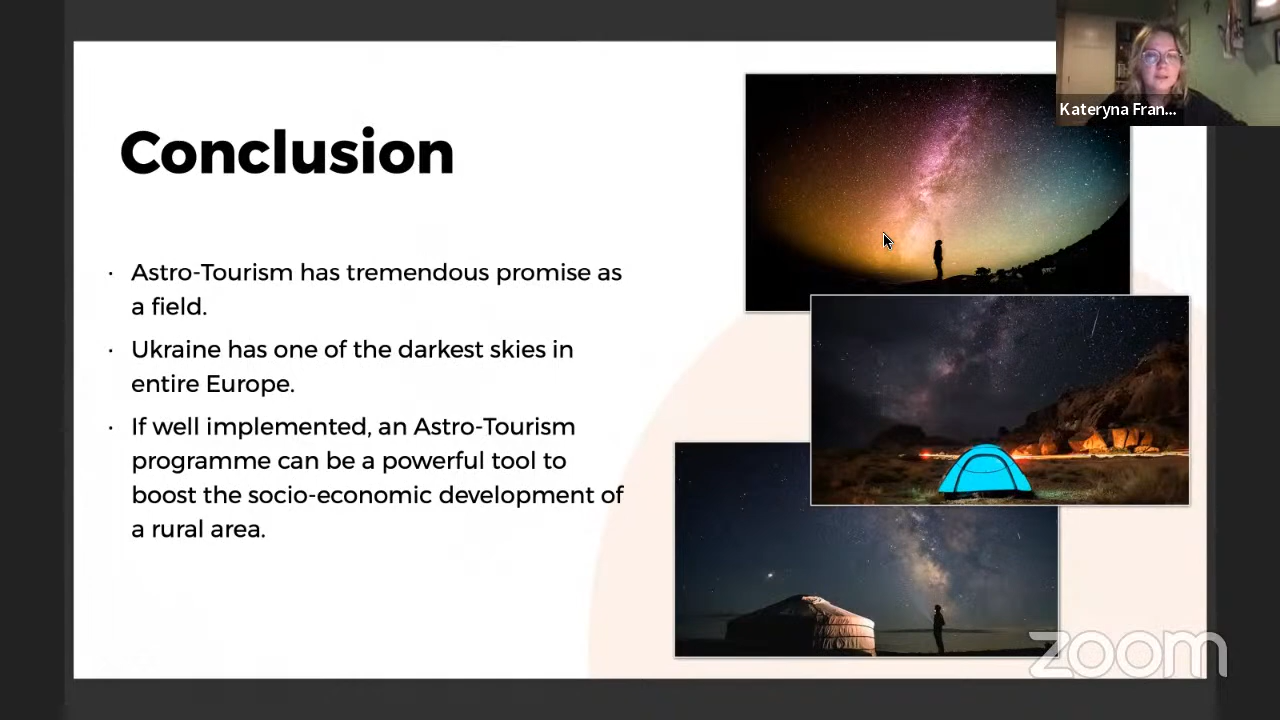 Kateryna Fran...
Conclusion
· Astro-Tourism has tremendous promise as
a field.
· Ukraine has one of the darkest skies in
entire Europe.
· If well implemented, an Astro-Tourism
programme can be a powerful tool to
boost the socio-economic development of
a rural area.
zoom